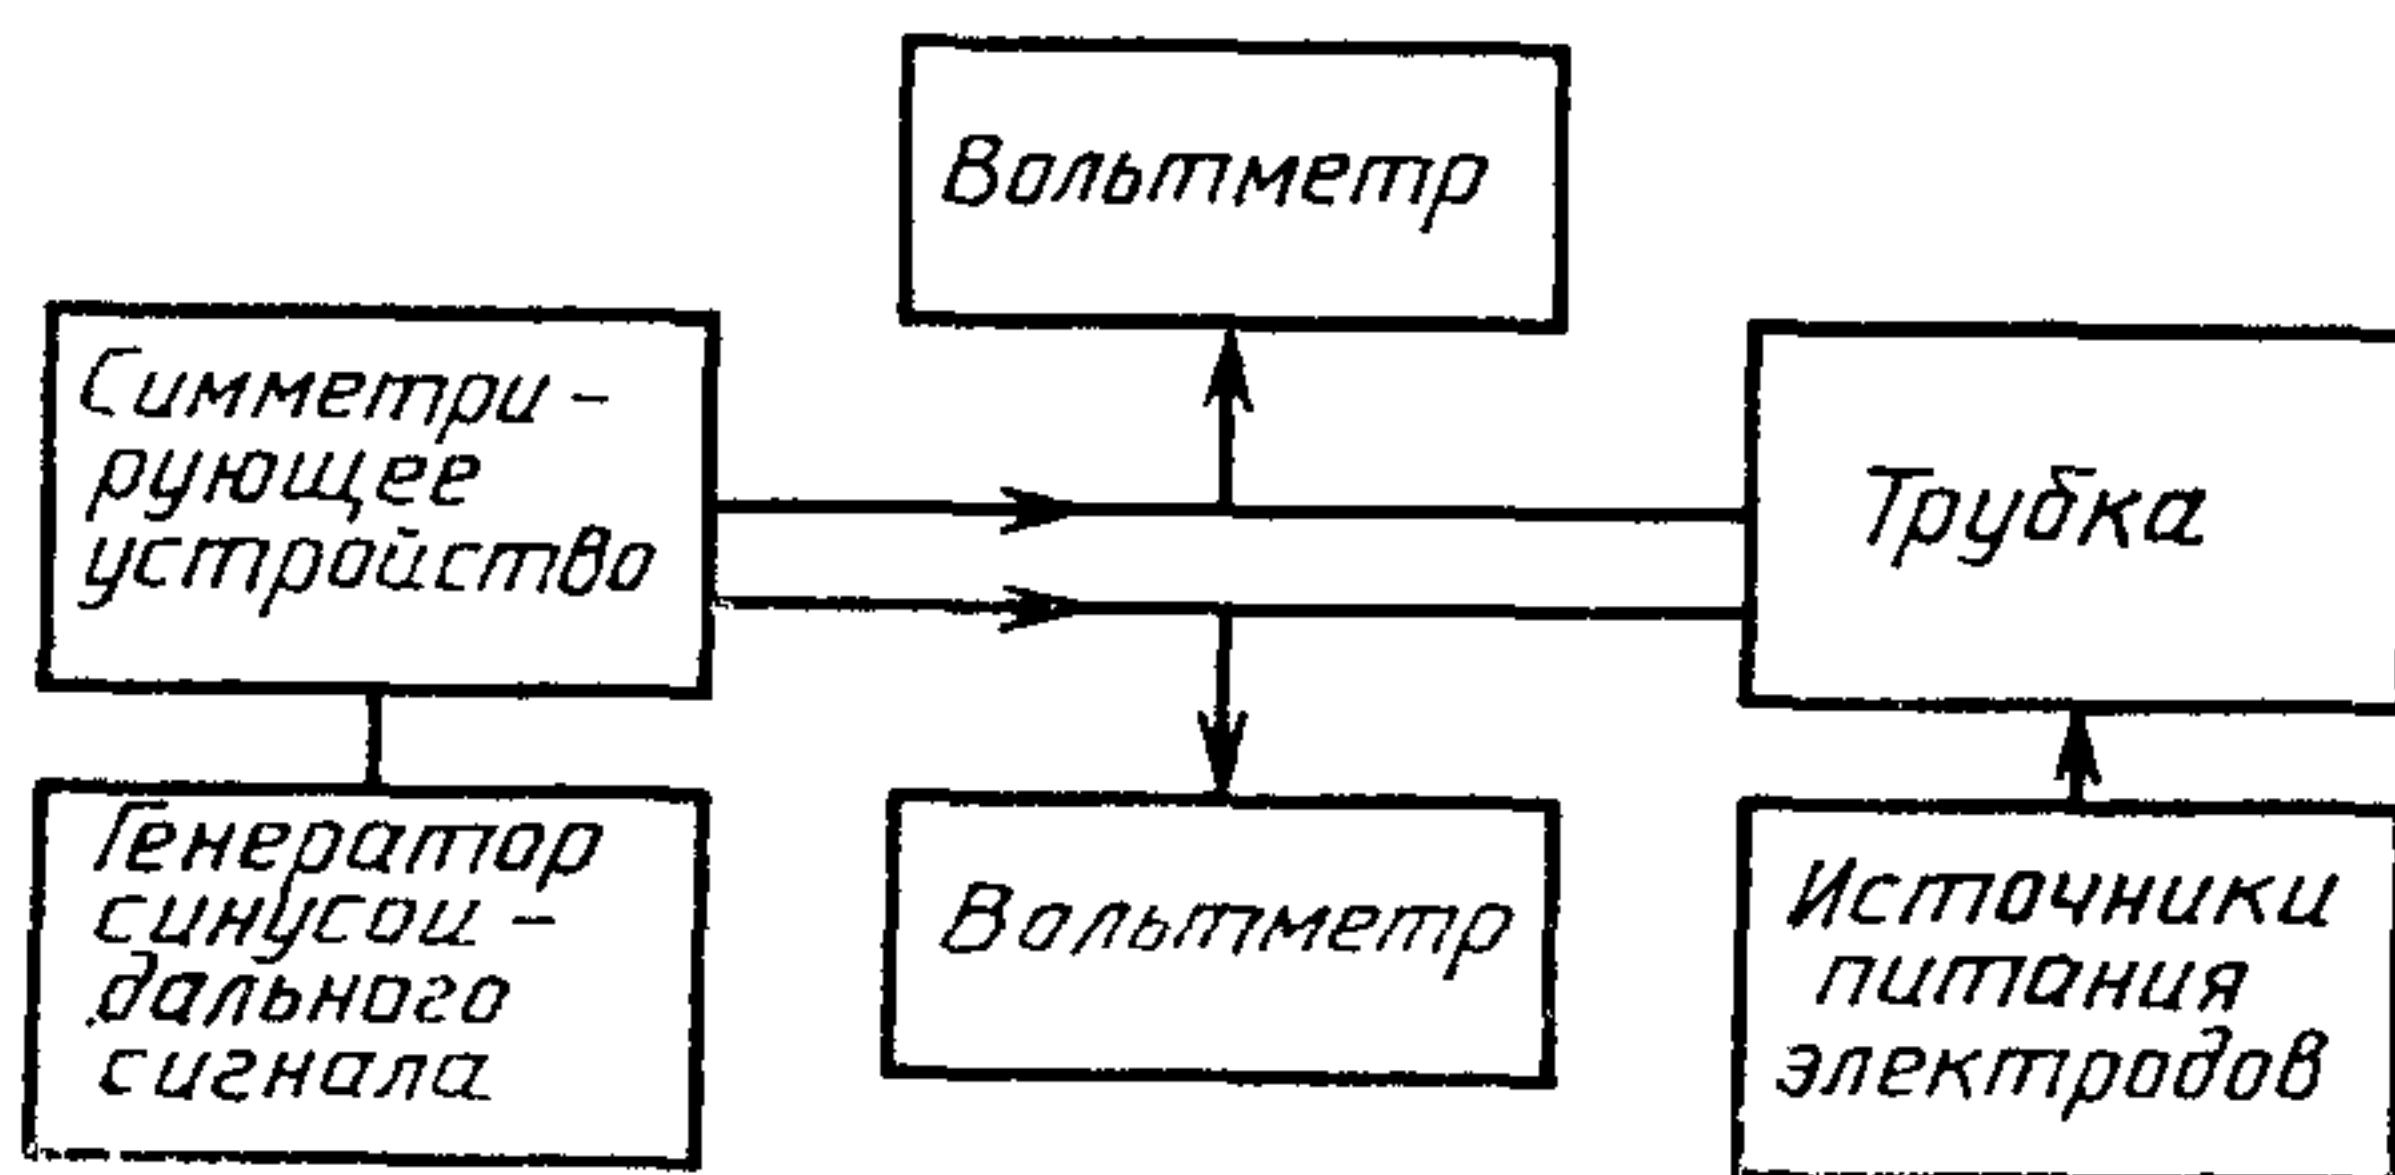 Вольтметр
Симметри-
рующее
устройство
Трубка
Генератор
синусои-
дального
сигнала
Вольтметр
Источники
питания
электродов